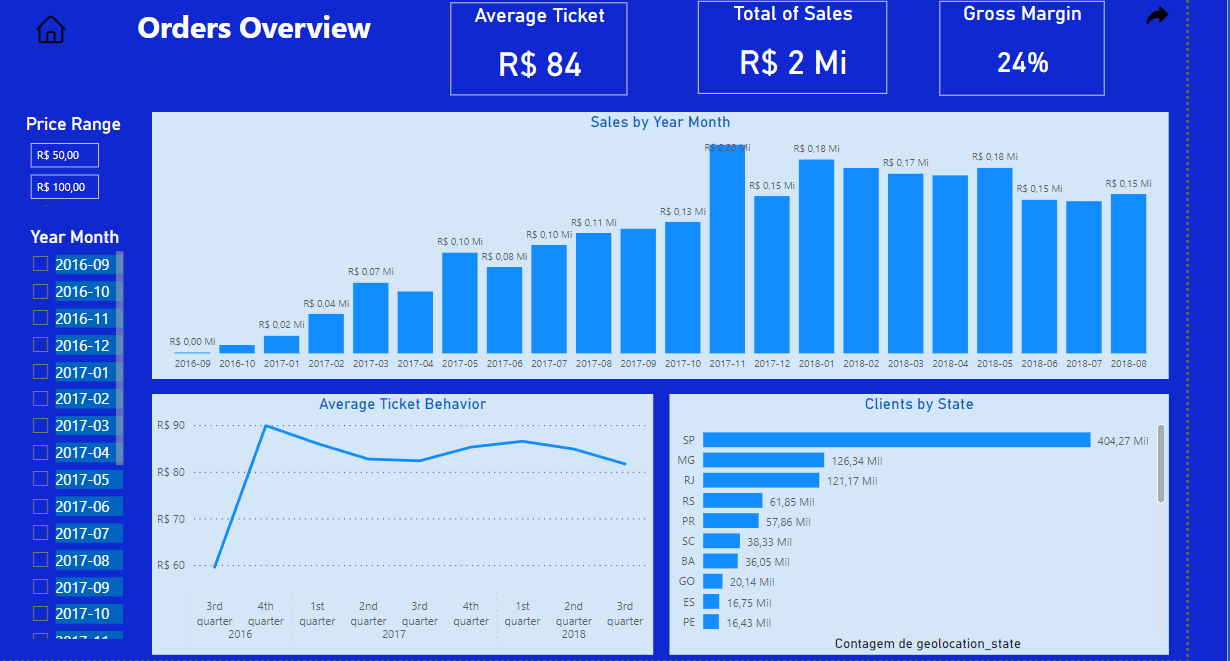 Orders Overview
Average Ticket
R$ 84
Total of Sales
R$ 2 Mi
Gross Margin
24%
Price Range
R$ 50,00
R$ 100,00
Year Month
2016-09
2016-10
2016-11
2016-12
2017-01
2017-02
2017-03
2017-04
2017-05
2017-06
2017-07
2017-08
2017-09
2017-10
2017-11
Sales by Year Month
R$ 0,00 Mi R$ 0,02 Mi R$ 0,04 Mi R$ 0,07 Mi R$ 0,10 Mi R$ 0,08 Mi R$ 0,10 Mi R$ 0,11 Mi R$ 0,13 Mi R$ 0,20 Mi R$ 0,15 Mi R$ 0,18 Mi R$ 0,17 Mi R$ 0,18 Mi R$ 0,15 Mi R$ 0,15 Mi
2016-09 2016-10 2017-01 2017-02 2017-03 2017-04 2017-05 2017-06 2017-07 2017-08 2017-09 2017-10 2017-11 2017-12 2018-01 2018-02 2018-03 2018-04 2018-05 2018-06 2018-07 2018-08
Average Ticket Behavior
R$ 90
R$ 80
R$ 70
R$ 60
3rd 4th 1st 2nd 3rd 4th 1st 2nd 3rd
quarter quarter quarter quarter quarter quarter quarter quarter quarter
2016 2017 2018
Clients by State
SP 404,27 Mil
MG 126,34 Mil
RJ 121,17 Mil
RS 61,85 Mil
PR 57,86 Mil
SC 38,33 Mil
BA 36,05 Mil
GO 20,14 Mil
ES 16,75 Mil
PE 16,43 Mil
Contagem de geolocation_state